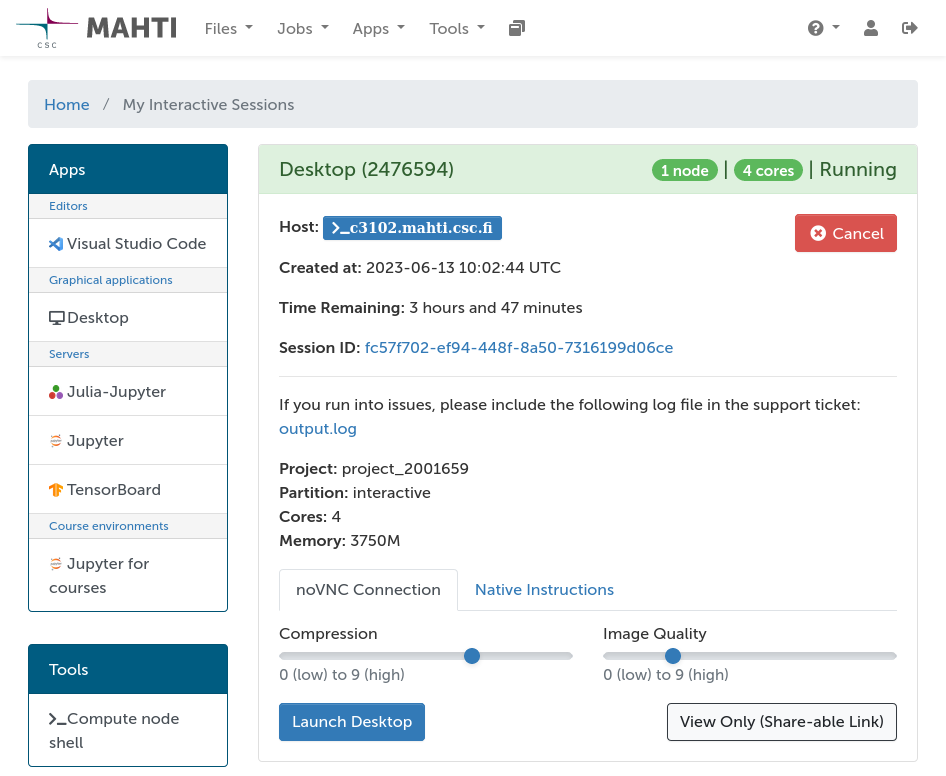 CSC
MAHTI
Files
Jobs
Apps
Tools
Home / My Interactive Sessions
Apps
Editors
Visual Studio Code
Graphical applications
Desktop
Servers
Julia-Jupyter
Jupyter
TensorBoard
Course environments
Jupyter for
courses
Tools
Compute node
shell
Desktop (2476594)
1 node | 4 cores | Running
Host: >_c3102.mahti.csc.fi
Cancel
Created at: 2023-06-13 10:02:44 UTC
Time Remaining: 3 hours and 47 minutes
Session ID: fc57f702-ef94-448f-8a50-7316199d06ce
If you run into issues, please include the following log file in the support ticket:
output.log
Project: project_2001659
Partition: interactive
Cores: 4
Memory: 3750M
noVNC Connection
Native Instructions
Compression
0 (low) to 9 (high)
Image Quality
0 (low) to 9 (high)
Launch Desktop
View Only (Share-able Link)